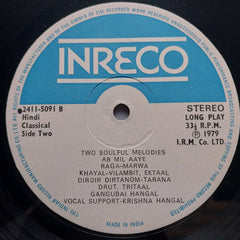 INRECO
2411-5091 B
Hindi
Classical
Side Two
STEREO
LONG PLAY
33⅓ R.P.M.
℗ 1979
I.R.M. Co. LTD.
TWO SOULFUL MELODIES
AB MIL AAYE
RAGA-MARWA
KHAYAL-VILAMBIT, EKTAAL
DIRDIR DIRTOM-TARANA
DRUT, TRITAAL
GANGUBAI HANGAL
VOCAL SUPPORT-KRISHNA HANGAL
MADE IN INDIA